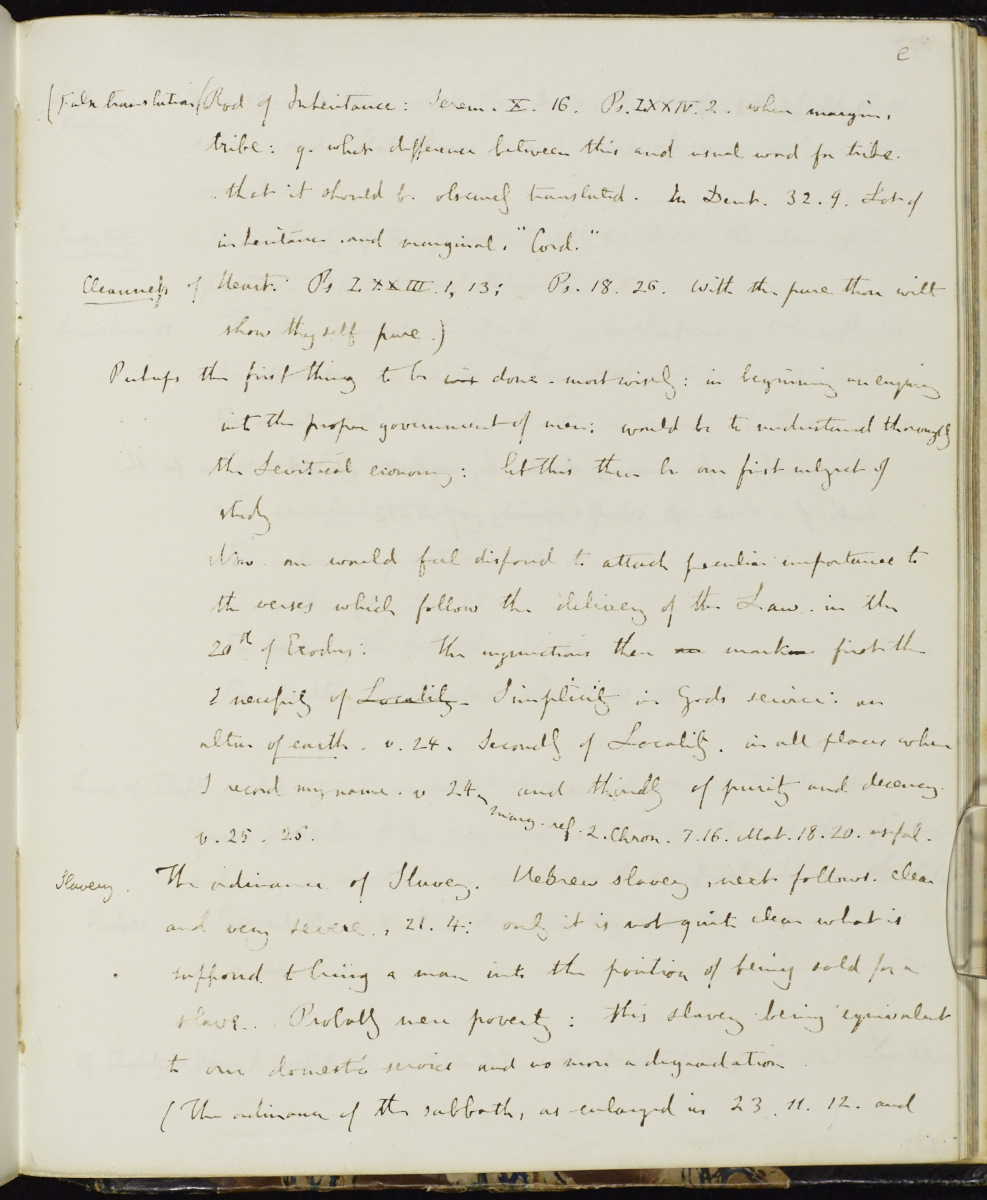 e
(False translation (Rod of Inheritance: Jerem. X. 16. Ps. LXXIV. 2. when margin,
tribe: q. what difference between this and usual word for tribe.
that it should be obscurely translated. In Deut. 32. 9. Lot of
inheritance and marginal, "Cord."
Cleanness of Heart. Ps LXXIII. 1, 13; Ps. 18. 26. With the pure thou wilt
show thyself pure.)
Perhaps the first thing to be done most wisely: in beginning an enquiry
into the proper government of men: would be to understand thoroughly
the Levitical economy: let this then be our first subject of
study
Now one would feel disposed to attach peculiar importance to
the verses which follow the delivery of the Law in the
20th of Exodus: the injunctions then mark first the
necessity of Locality Simplicity in Gods service: an
altar of earth. v. 24. Secondly of Locality. in all places where
I record my name. v 24, and thirdly of purity and decency.
marg. ref. 2. Chron. 7.16. Mat. 18. 20. useful.
v. 25. 25.
Slavery. The ordinance of Slavery. Hebrew slavery, next follows. clear
and very severe, 21. 4: only it is not quite clear what is
supposed to bring a man into the position of being sold for a
slave. Probably mere poverty: this slavery being equivalent
to our domestic service and no more a degradation
(The ordinance of the sabbath, as enlarged in 23. 11. 12. and